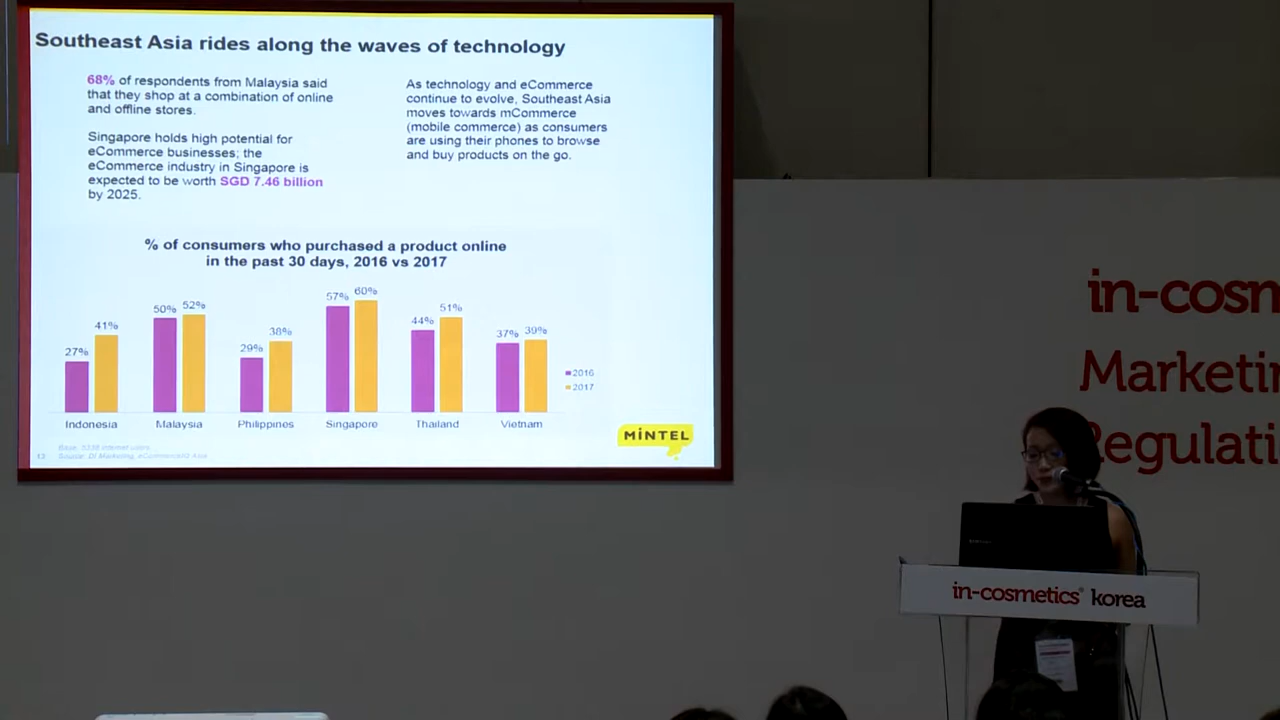 Southeast Asia rides along the waves of technology
68% of respondents from Malaysia said
that they shop at a combination of online
and offline stores.
Singapore holds high potential for
eCommerce businesses; the
eCommerce industry in Singapore is
expected to be worth SGD 7.46 billion
by 2025.
As technology and eCommerce
continue to evolve, Southeast Asia
moves towards mCommerce
(mobile commerce) as consumers
are using their phones to browse
and buy products on the go.
% of consumers who purchased a product online
in the past 30 days, 2016 vs 2017
27% 41% 50% 52% 29% 38% 57% 60% 44% 51% 37% 39%
2016
2017
Indonesia Malaysia Philippines Singapore Thailand Vietnam
MINTEL
13
Source: DI Marketing,
in-cosm
Marketin
Regulati
in-cosmetics® korea